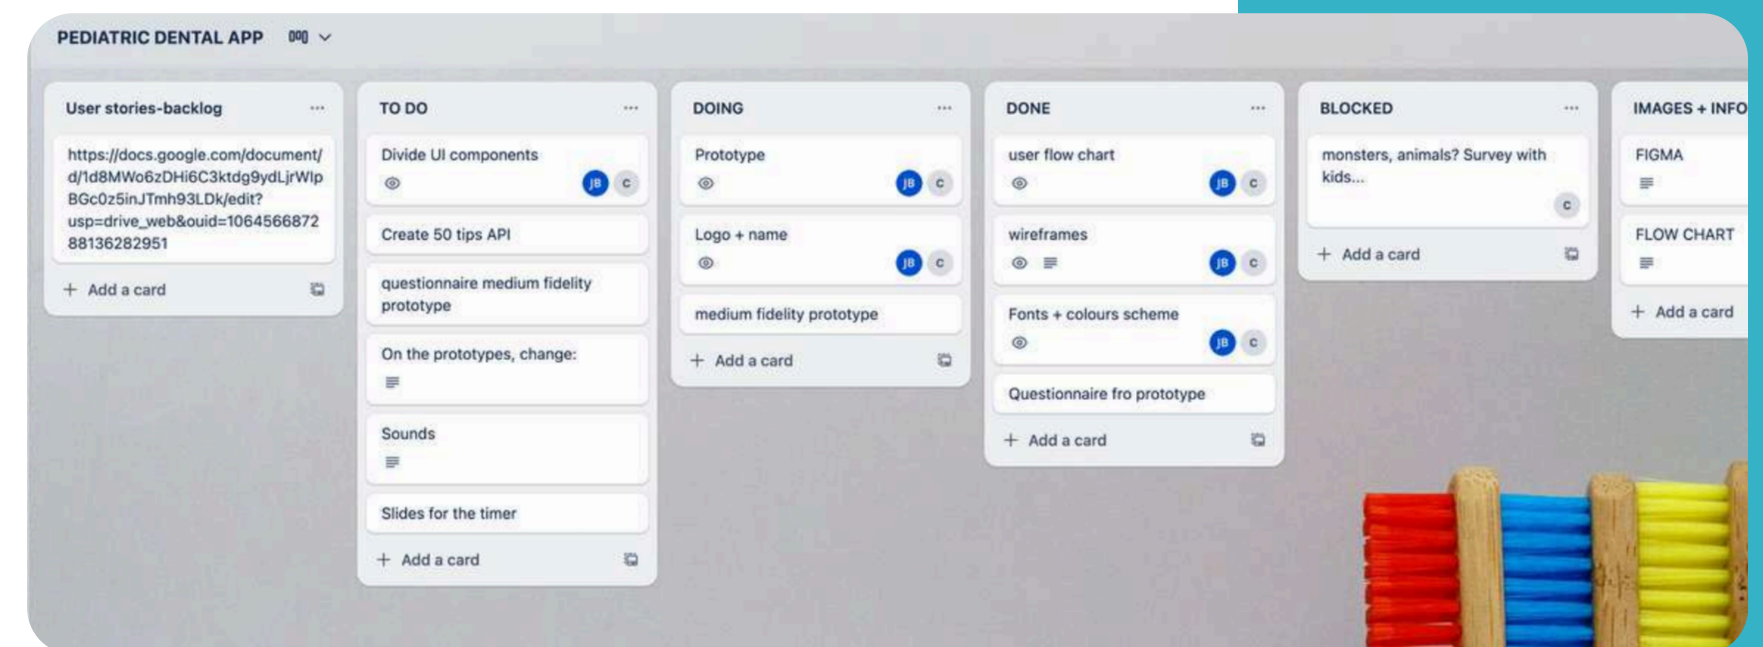 PEDIATRIC DENTAL APP
User stories-backlog
https://docs.google.com/document/
d/1d8MWo6zDHi6C3ktdg9ydLjrWIp
BGc0z5inJTmh93LDk/edit?
usp=drive_web&ouid=1064566872
88136282951
+ Add a card
TO DO
Divide UI components
JB C
Create 50 tips API
questionnaire medium fidelity
prototype
On the prototypes, change:
Sounds
Slides for the timer
+ Add a card
DOING
Prototype
JB C
Logo + name
JB C
medium fidelity prototype
+ Add a card
DONE
user flow chart
JB C
wireframes
JB C
Fonts + colours scheme
JB C
Questionnaire fro prototype
+ Add a card
BLOCKED
monsters, animals? Survey with
kids...
C
+ Add a card
IMAGES + INFO
FIGMA
FLOW CHART
+ Add a card